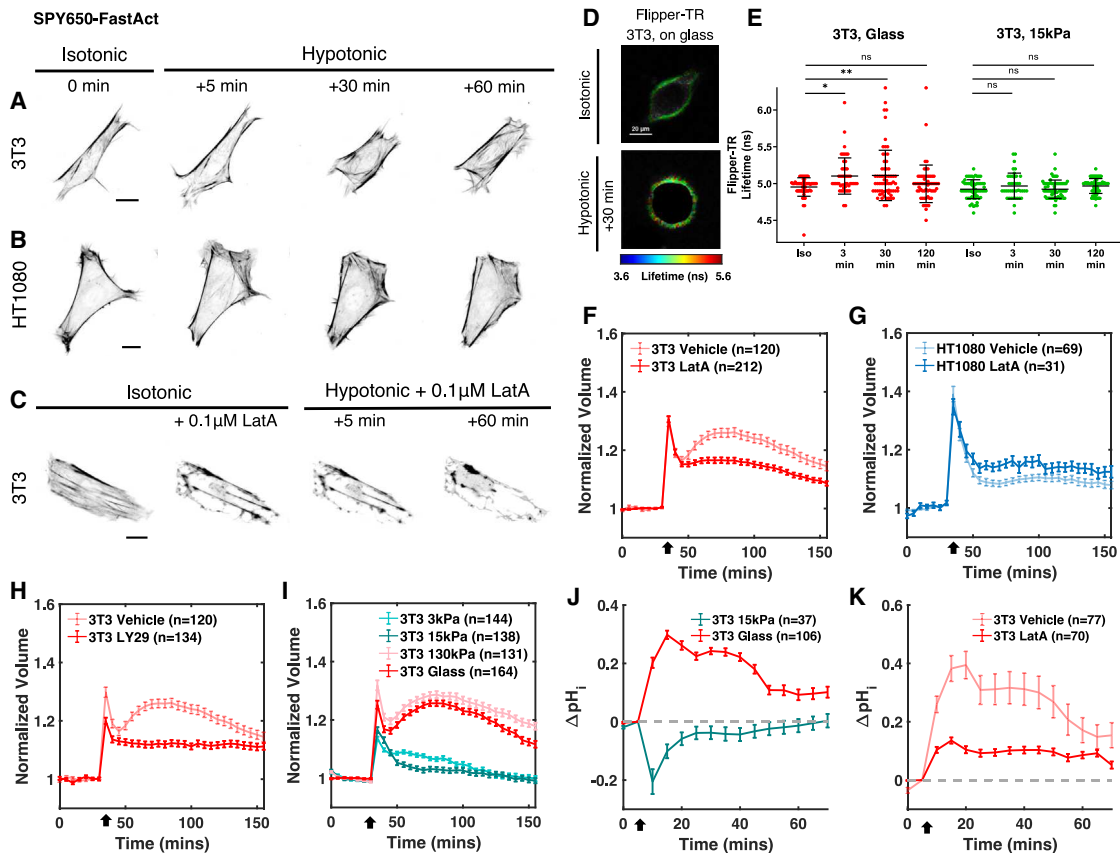 SPY650-FastAct
Isotonic
Hypotonic
0 min
+5 min
+30 min
+60 min
A
3T3
B
HT1080
C
Isotonic
Hypotonic + 0.1µM LatA
+ 0.1µM LatA
+5 min
+60 min
3T3
D
Flipper-TR
3T3, on glass
Isotonic
20 µm
Hypotonic
+30 min
3.6 Lifetime (ns) 5.6
E
3T3, Glass
3T3, 15kPa
ns
**
*
ns
ns
ns
Flipper-TR
Lifetime (ns)
6.0
5.5
5.0
4.5
Iso 3 min 30 min 120 min
Iso 3 min 30 min 120 min
F
3T3 Vehicle (n=120)
3T3 LatA (n=212)
Normalized Volume
1.6
1.4
1.2
1
0 50 100 150
Time (mins)
G
HT1080 Vehicle (n=69)
HT1080 LatA (n=31)
Normalized Volume
1.6
1.4
1.2
1
0 50 100 150
Time (mins)
H
3T3 Vehicle (n=120)
3T3 LY29 (n=134)
Normalized Volume
1.6
1.4
1.2
1
0 50 100 150
Time (mins)
I
3T3 3kPa (n=144)
3T3 15kPa (n=138)
3T3 130kPa (n=131)
3T3 Glass (n=164)
Normalized Volume
1.6
1.4
1.2
1
0 50 100 150
Time (mins)
J
3T3 15kPa (n=37)
3T3 Glass (n=106)
ΔpHi
0.4
0.2
0
-0.2
0 20 40 60
Time (mins)
K
3T3 Vehicle (n=77)
3T3 LatA (n=70)
ΔpHi
0.6
0.4
0.2
0
0 20 40 60
Time (mins)